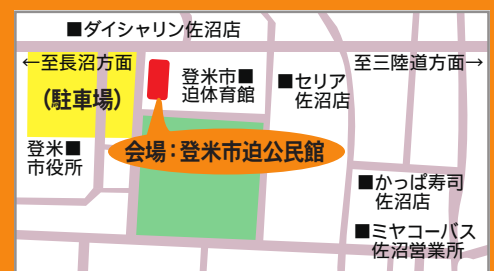 ■ダイシャリン佐沼店
←至長沼方面
至三陸道方面→
(駐車場)
登米市■
迫体育館
■セリア
佐沼店
登米■
市役所
会場：登米市迫公民館
■かっぱ寿司
佐沼店
■ミヤコーバス
佐沼営業所